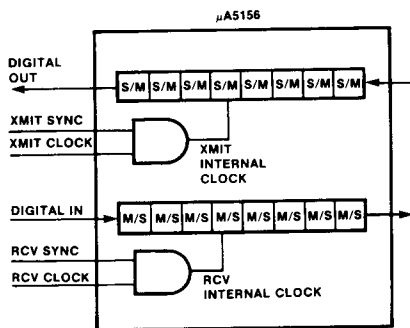 μA5156
DIGITAL
OUT
S/M S/M S/M S/M S/M S/M S/M S/M
XMIT SYNC
XMIT CLOCK
XMIT
INTERNAL
CLOCK
DIGITAL IN
M/S M/S M/S M/S M/S M/S M/S M/S
RCV SYNC
RCV CLOCK
RCV
INTERNAL CLOCK